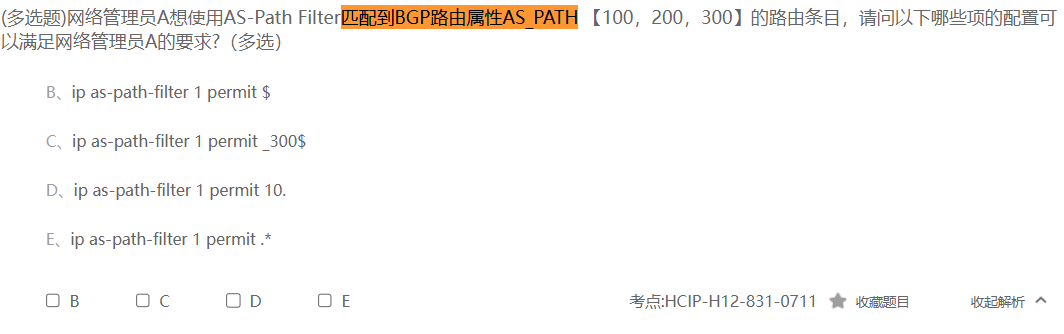 (多选题)网络管理员A想使用AS-Path Filter匹配到BGP路由属性AS_PATH【100，200，300】的路由条目，请问以下哪些项的配置可
以满足网络管理员A的要求?（多选）
B、ip as-path-filter 1 permit $
C、ip as-path-filter 1 permit _300$
D、ip as-path-filter 1 permit 10.
E、ip as-path-filter 1 permit .*
B C D E 考点:HCIP-H12-831-0711 收藏题目 收起解析